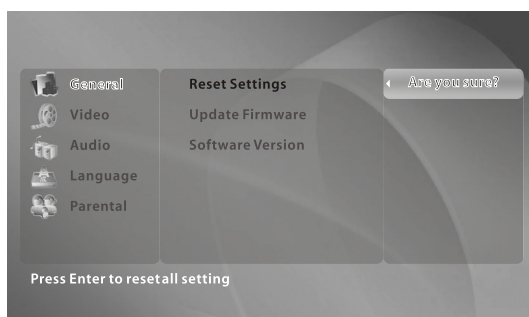 General
Reset Settings
Are you sure?
Video
Update Firmware
Audio
Software Version
Language
Parental
Press Enter to resetall setting